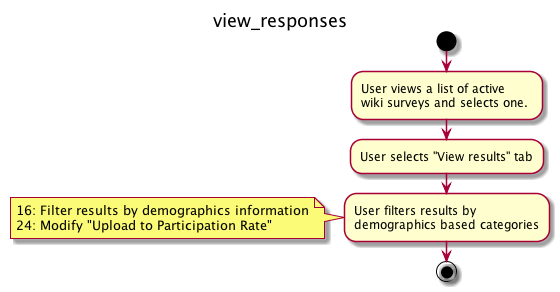 view_responses
User views a list of active
wiki surveys and selects one.
User selects "View results" tab
16: Filter results by demographics information
24: Modify "Upload to Participation Rate"
User filters results by
demographics based categories